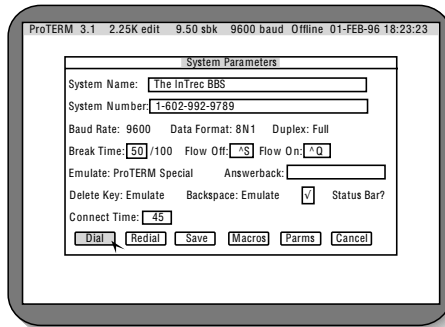 ProTERM 3.1 2.25K edit 9.50 sbk 9600 baud Offline 01-FEB-96 18:23:23
System Parameters
System Name: The InTrec BBS
System Number: 1-602-992-9789
Baud Rate: 9600 Data Format: 8N1 Duplex: Full
Break Time: 50 /100 Flow Off: ^S Flow On: ^Q
Emulate: ProTERM Special Answerback:
Delete Key: Emulate Backspace: Emulate √ Status Bar?
Connect Time: 45
Dial Redial Save Macros Parms Cancel